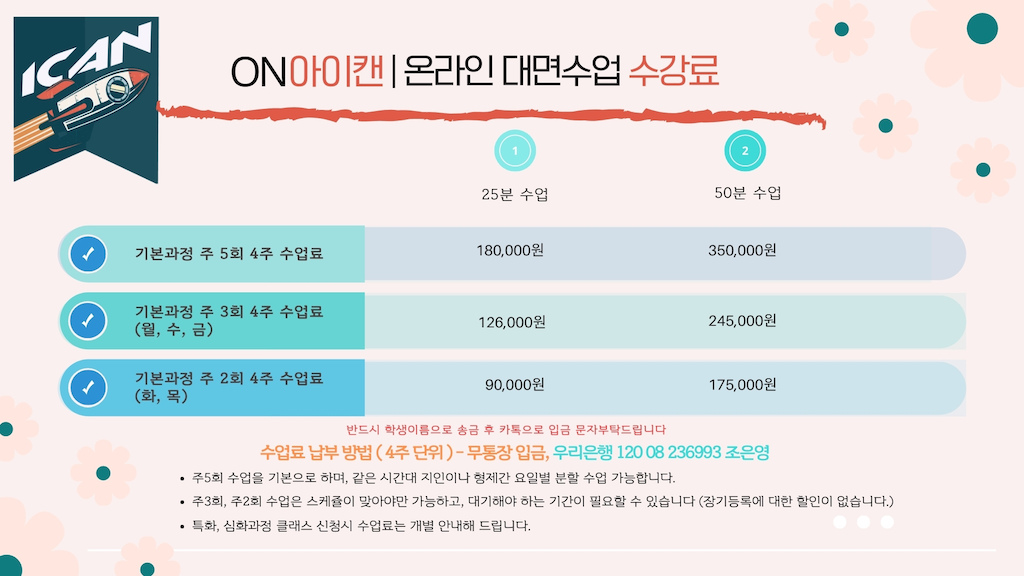 ICAN
ON아이캔 | 온라인 대면수업 수강료
1
2
25분 수업
50분 수업
기본과정 주 5회 4주 수업료
180,000원
350,000원
기본과정 주 3회 4주 수업료
(월, 수, 금)
126,000원
245,000원
기본과정 주 2회 4주 수업료
(화, 목)
90,000원
175,000원
반드시 학생이름으로 송금 후 카톡으로 입금 문자부탁드립니다
수업료 납부 방법 ( 4주 단위 ) - 무통장 입금, 우리은행 120 08 236993 조은영
• 주5회 수업을 기본으로 하며, 같은 시간대 지인이나 형제간 요일별 분할 수업 가능합니다.
• 주3회, 주2회 수업은 스케쥴이 맞아야만 가능하고, 대기해야 하는 기간이 필요할 수 있습니다 (장기등록에 대한 할인이 없습니다.)
• 특화, 심화과정 클래스 신청시 수업료는 개별 안내해 드립니다.